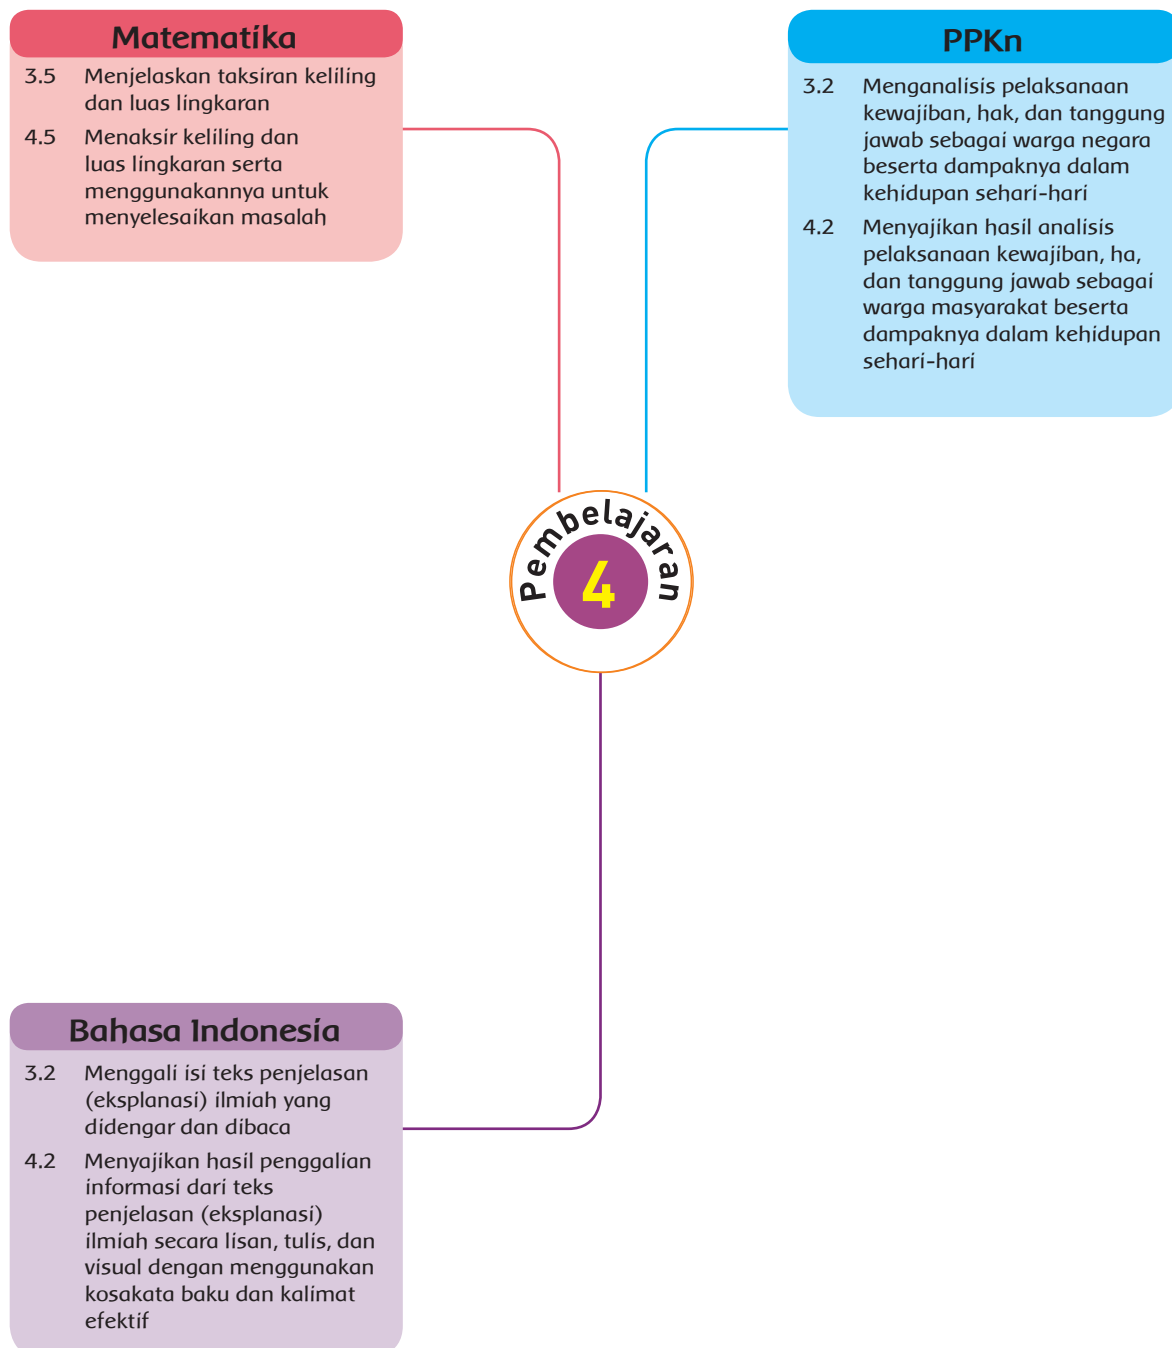 Matematika
3.5 Menjelaskan taksiran keliling
dan luas lingkaran
4.5 Menaksir keliling dan
luas lingkaran serta
menggunakannya untuk
menyelesaikan masalah
PPKn
3.2 Menganalisis pelaksanaan
kewajiban, hak, dan tanggung
jawab sebagai warga negara
beserta dampaknya dalam
kehidupan sehari-hari
4.2 Menyajikan hasil analisis
pelaksanaan kewajiban, ha,
dan tanggung jawab sebagai
warga masyarakat beserta
dampaknya dalam kehidupan
sehari-hari
Pembelajaran
4
Bahasa Indonesia
3.2 Menggali isi teks penjelasan
(eksplanasi) ilmiah yang
didengar dan dibaca
4.2 Menyajikan hasil penggalian
informasi dari teks
penjelasan (eksplanasi)
ilmiah secara lisan, tulis, dan
visual dengan menggunakan
kosakata baku dan kalimat
efektif